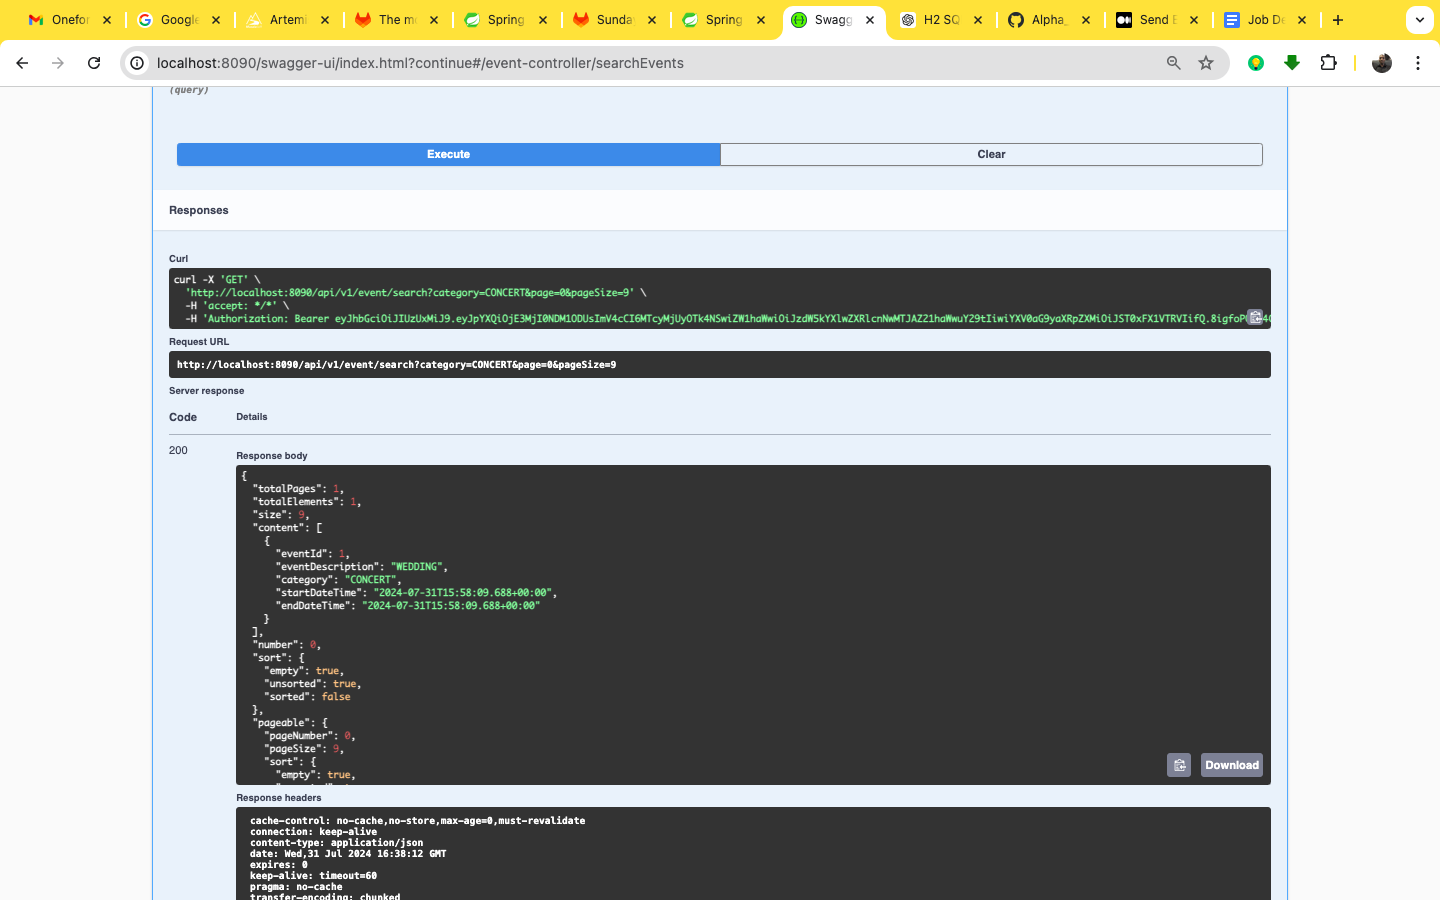 Onefor
Google
Artemi
The mo
Spring
Sunda
Spring
Swagg
H2 SQ
Alpha_
Send E
Job De
localhost:8090/swagger-ui/index.html?continue#/event-controller/searchEvents
(query)
Execute
Clear
Responses
Curl
curl -X 'GET' \
'http://localhost:8090/api/v1/event/search?category=CONCERT&page=0&pageSize=9' \
-H 'accept: */*' \
-H 'Authorization: Bearer
Request URL
http://localhost:8090/api/v1/event/search?category=CONCERT&page=0&pageSize=9
Server response
Code Details
200
Response body
{
"totalPages": 1,
"totalElements": 1,
"size": 9,
"content": [
{
"eventId": 1,
"eventDescription": "WEDDING",
"category": "CONCERT",
"startDateTime": "2024-07-31T15:58:09.688+00:00",
"endDateTime": "2024-07-31T15:58:09.688+00:00"
}
],
"number": 0,
"sort": {
"empty": true,
"unsorted": true,
"sorted": false
},
"pageable": {
"pageNumber": 0,
"pageSize": 9,
"sort": {
"empty": true,
Download
Response headers
cache-control: no-cache,no-store,max-age=0,must-revalidate
connection: keep-alive
content-type: application/json
date: Wed,31 Jul 2024 16:38:12 GMT
expires: 0
keep-alive: timeout=60
pragma: no-cache
transfer-encoding: chunked